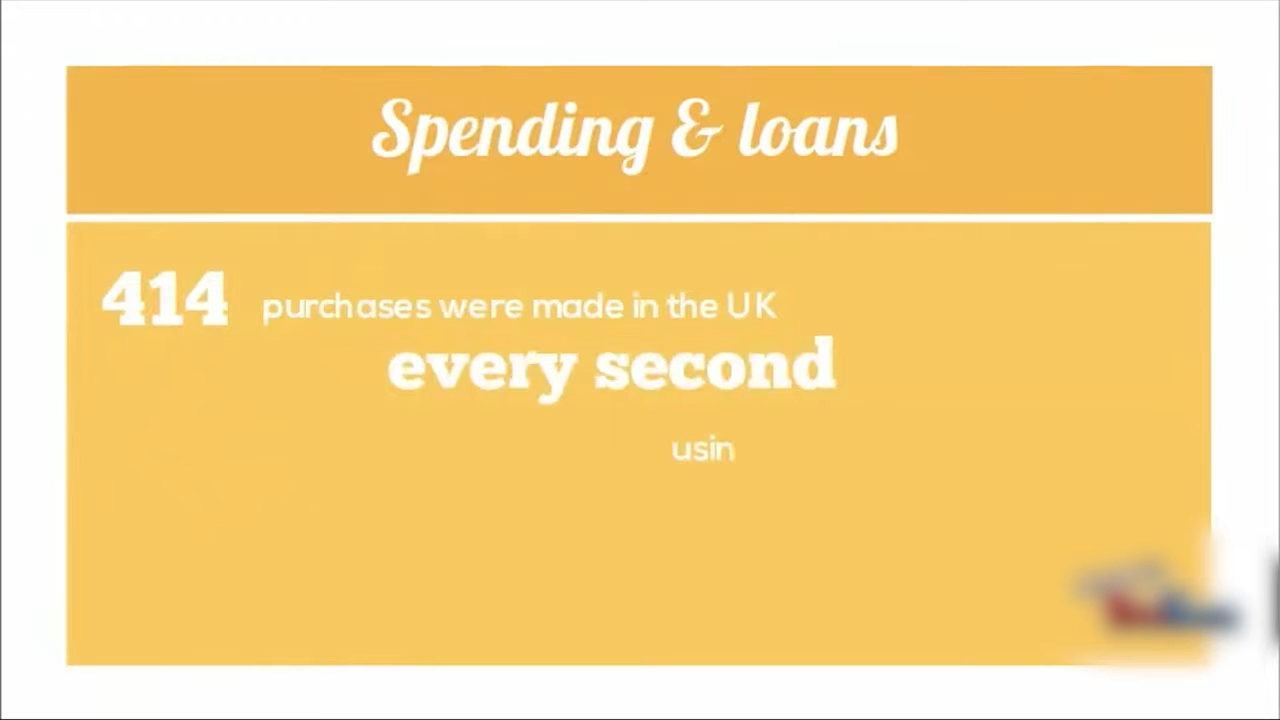 Spending & loans
414 purchases were made in the UK
every second
usin